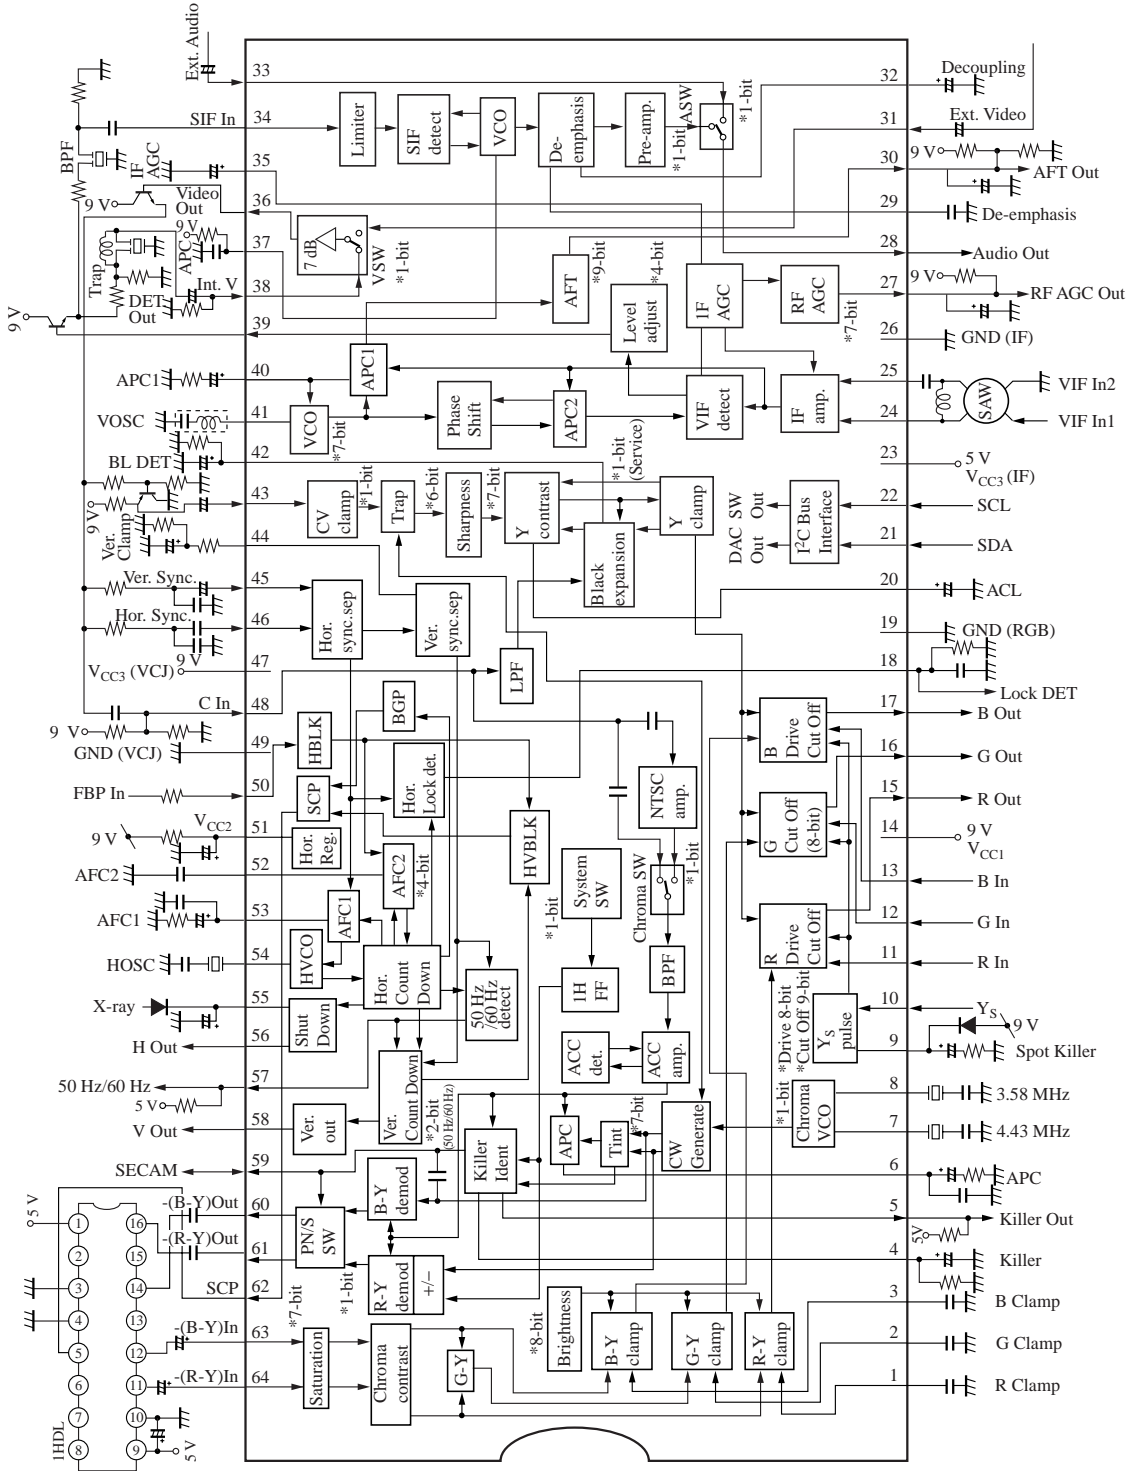 Ext. Audio
BPF
SIF In
IF
AGC
9 V
Video
Out
9 V
APC
Trap
Int. V
DET
Out
9 V
APC1
VOSC
BL DET
9 V
Ver.
Clamp
Ver. Sync.
Hor. Sync.
9 V
VCC3 (VCJ)
C In
9 V
GND (VCJ)
FBP In
9 V
VCC2
AFC2
AFC1
HOSC
X-ray
H Out
50 Hz/60 Hz
5 V
V Out
SECAM
5 V
-(B-Y)Out
-(R-Y)Out
SCP
-(B-Y)In
-(R-Y)In
1HDL
5 V
1
2
3
4
5
6
7
8
16
15
14
13
12
11
10
9
33
34
35
36
37
38
39
40
41
42
43
44
45
46
47
48
49
50
51
52
53
54
55
56
57
58
59
60
61
62
63
64
Limiter
SIF
detect
VCO
De-
emphasis
Pre-amp.
*1-bit
ASW
*1-bit
7 dB
VSW
*1-bit
AFT
*9-bit
Level
adjust
*4-bit
1F
AGC
RF
AGC
*7-bit
APC1
VCO
*7-bit
Phase
Shift
APC2
VIF
detect
IF
amp.
CV
clamp
*1-bit
Trap
*6-bit
Sharpness
*7-bit
Y
contrast
Black
expansion
*1-bit
(Service)
Y
clamp
DAC SW
Out Out
I2C Bus
Interface
Hor.
sync.sep
Ver.
sync.sep
LPF
HBLK
BGP
SCP
Hor.
Lock det.
Hor.
Reg.
AFC2
*4-bit
HVBLK
AFC1
HVCO
Hor.
Count
Down
50 Hz
/60 Hz
detect
Shut
Down
Ver.
Count Down
*2-bit
(50 Hz/60 Hz)
Ver.
out
NTSC
amp.
Chroma SW
*1-bit
System
SW
*1-bit
1H
FF
BPF
ACC
det.
ACC
amp.
B
Drive
Cut Off
G
Cut Off
(8-bit)
R
Drive
Cut Off
*Drive 8-bit
*Cut Off 9-bit
YS
pulse
Chroma
VCO
*1-bit
CW
Generate
Tint
*7-bit
APC
Killer
Ident
B-Y
demod
PN/S
SW
*1-bit
R-Y
demod
+/−
*7-bit
Saturation
Chroma
contrast
G-Y
*8-bit
Brightness
B-Y
clamp
G-Y
clamp
R-Y
clamp
32
31
30
29
28
27
26
25
24
23
22
21
20
19
18
17
16
15
14
13
12
11
10
9
8
7
6
5
4
3
2
1
Decoupling
Ext. Video
9 V
AFT Out
De-emphasis
Audio Out
9 V
RF AGC Out
GND (IF)
SAW
VIF In2
VIF In1
5 V
VCC3 (IF)
SCL
SDA
ACL
GND (RGB)
Lock DET
B Out
G Out
R Out
9 V
VCC1
B In
G In
R In
YS
9 V
Spot Killer
3.58 MHz
4.43 MHz
APC
Killer Out
5V
Killer
B Clamp
G Clamp
R Clamp